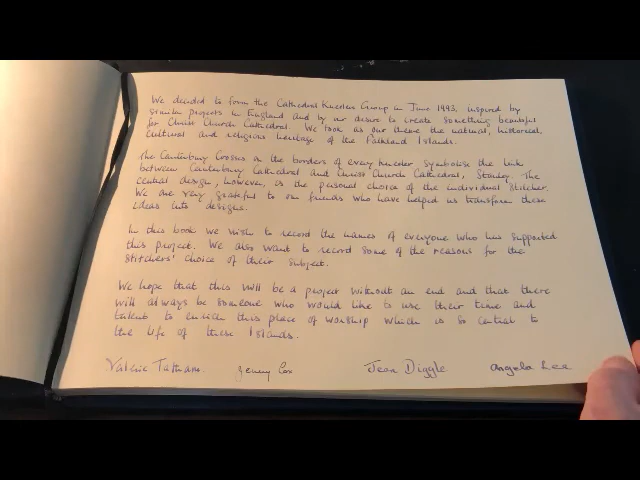 We decided to form the Cathedral Kneelers Group in June 1993, inspired by
similar projects in England and by our desire to create something beautiful
for Christ Church Cathedral. We took as our theme the natural, historical,
cultural and religious heritage of the Falkland Islands.
The Canterbury Crosses on the borders of every kneeler symbolise the link
between Canterbury Cathedral and Christ Church Cathedral, Stanley. The
central design, however, is the personal choice of the individual stitcher.
We are very grateful to our friends who have helped us transform these
ideas into designs.
In this book we wish to record the names of everyone who has supported
this project. We also want to record some of the reasons for the
stitchers' choice of their subject.
We hope that this will be a project without an end and that there
will always be someone who would like to use their time and
talent to enrich this place of worship which is so central to
the life of these Islands.
Jenny Cox Jean Diggle Angela Lee